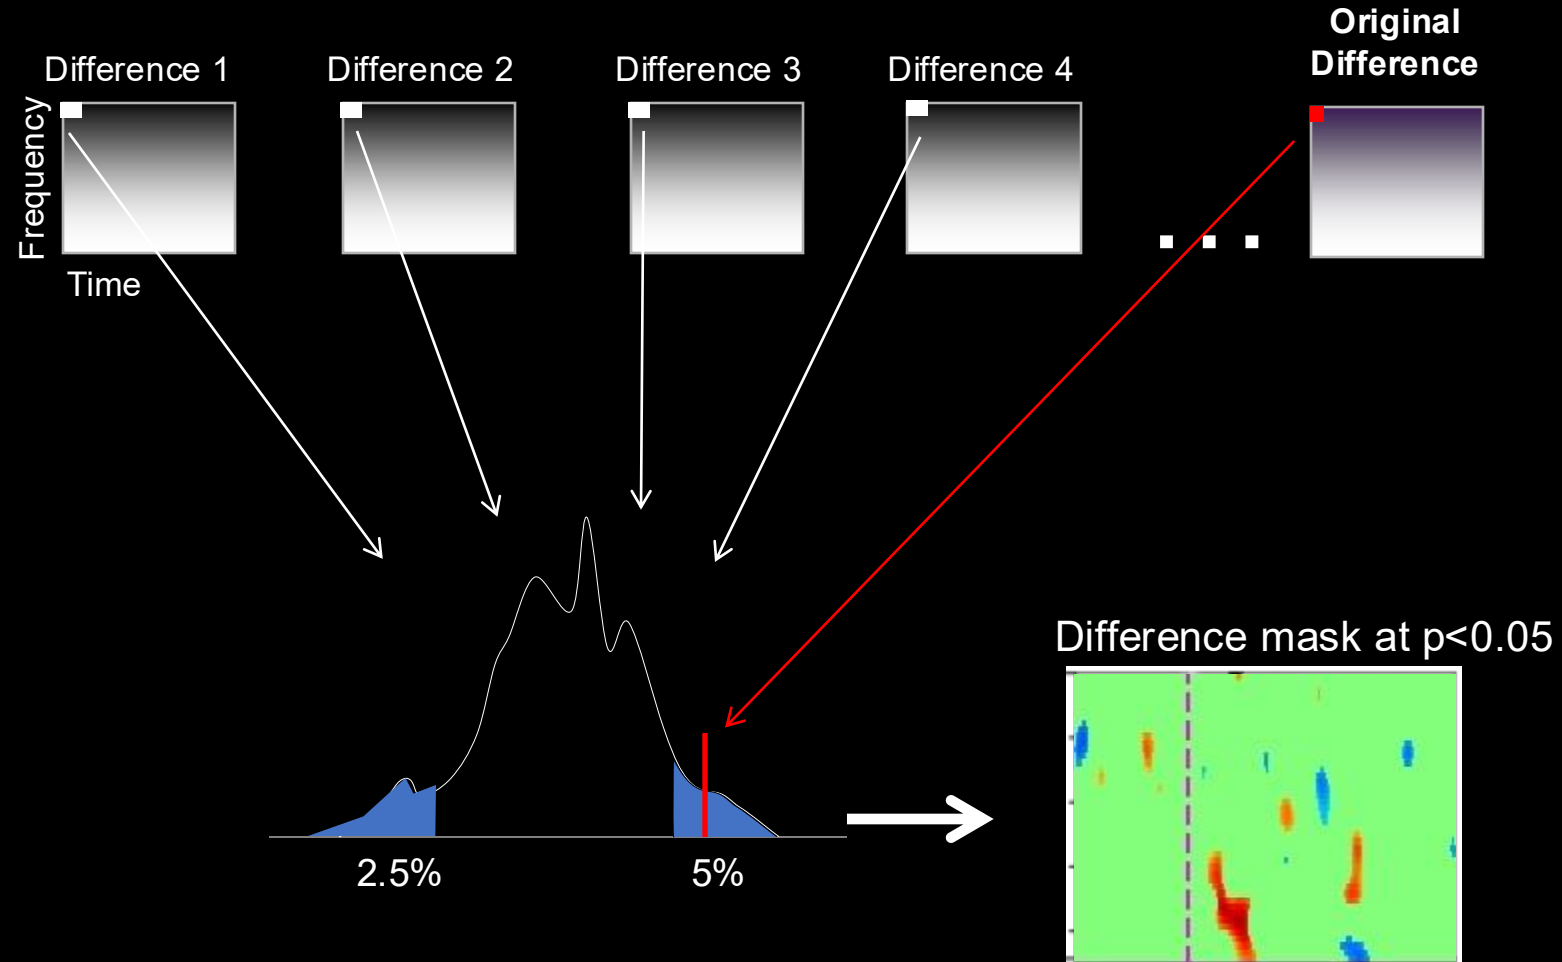 Original
Difference
Difference 1
Difference 2
Difference 3
Difference 4
Frequency
Time
Difference mask at p<0.05
2.5%
5%